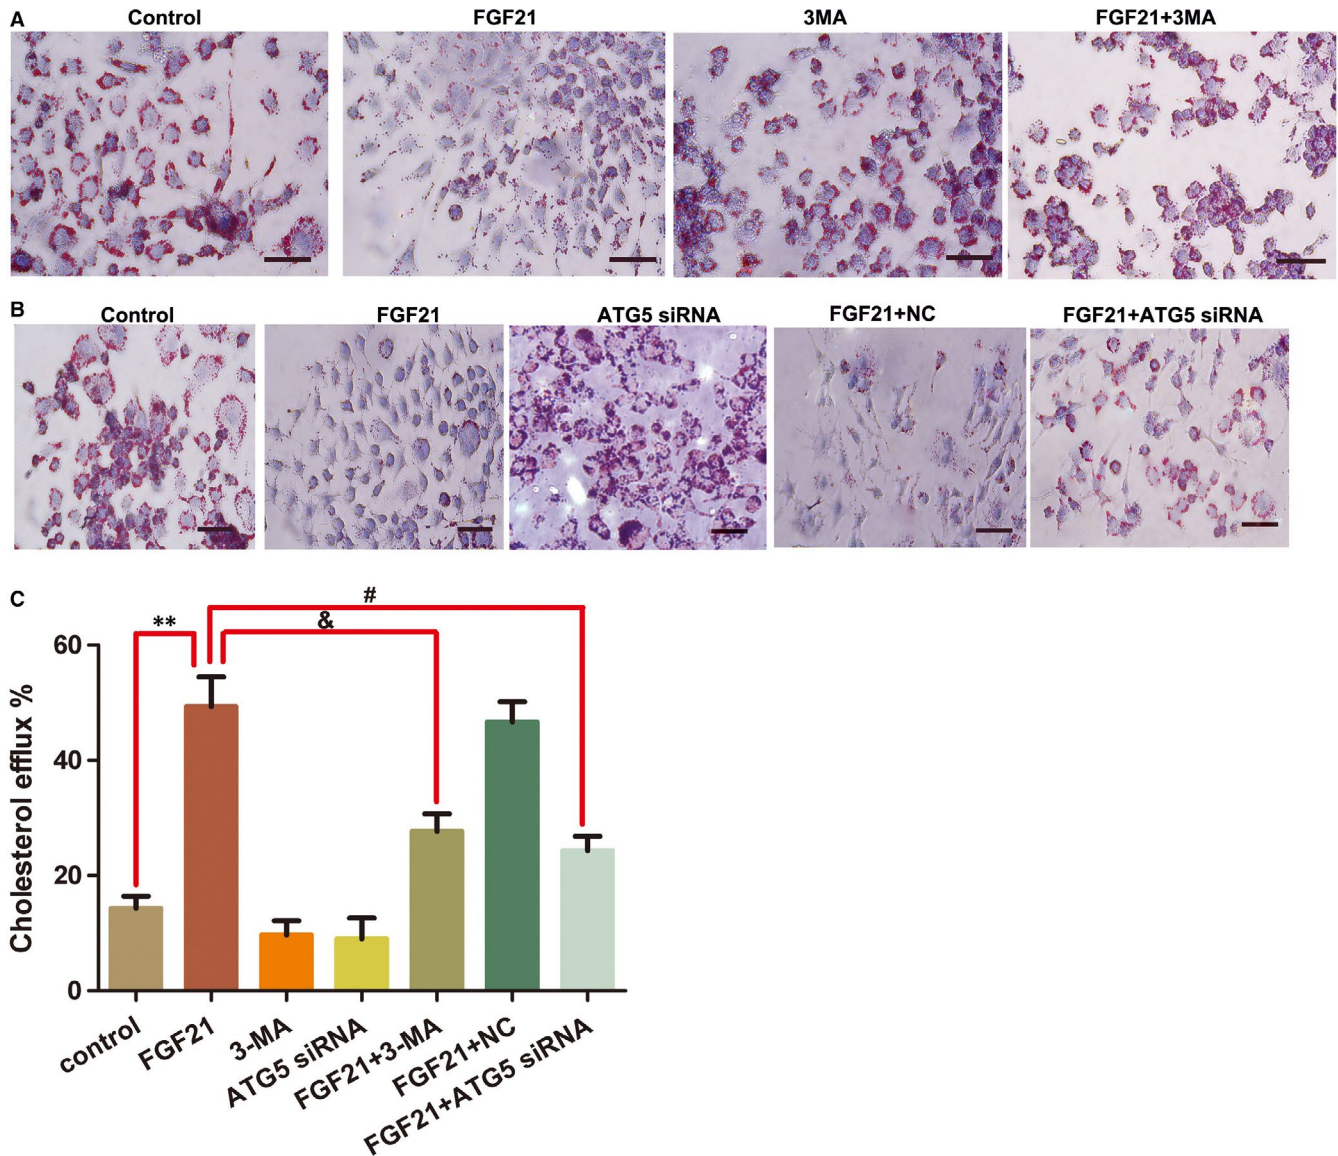 A
Control FGF21 3MA FGF21+3MA
B
Control FGF21 ATG5 siRNA FGF21+NC FGF21+ATG5 siRNA
C
#
**
&
Cholesterol efflux %
60
40
20
0
control FGF21 3-MA ATG5 siRNA FGF21+3-MA FGF21+NC FGF21+ATG5 siRNA